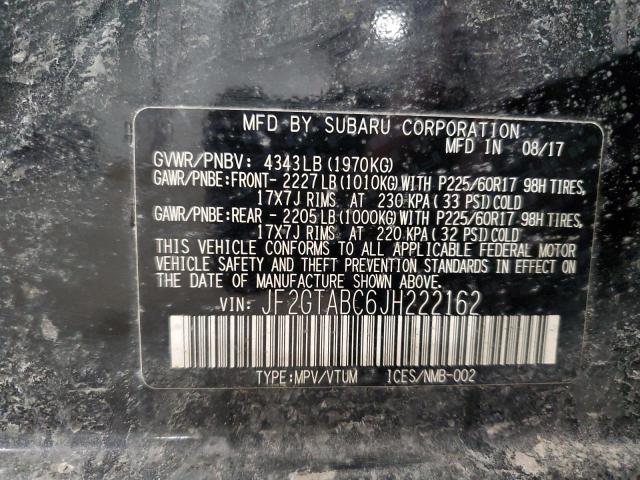 MFD BY SUBARU CORPORATION
MFD IN 08/17
GVWR/PNBV: 4343LB (1970KG)
GAWR/PNBE:FRONT- 2227LB (1010KG)WITH P225/60R17 98H TIRES,
17X7J RIMS AT 230 KPA (33 PSI)COLD
GAWR/PNBE:REAR - 2205LB (1000KG)WITH P225/60R17 98H TIRES,
17X7J RIMS AT 220 KPA (32 PSI)COLD
THIS VEHICLE CONFORMS TO ALL APPLICABLE FEDERAL MOTOR
VEHICLE SAFETY AND THEFT PREVENTION STANDARDS IN EFFECT ON
THE DATE OF MANUFACTURE SHOWN ABOVE.
VIN: JF2GTABC6JH222162
TYPE:MPV/VTUM ICES/NMB-002